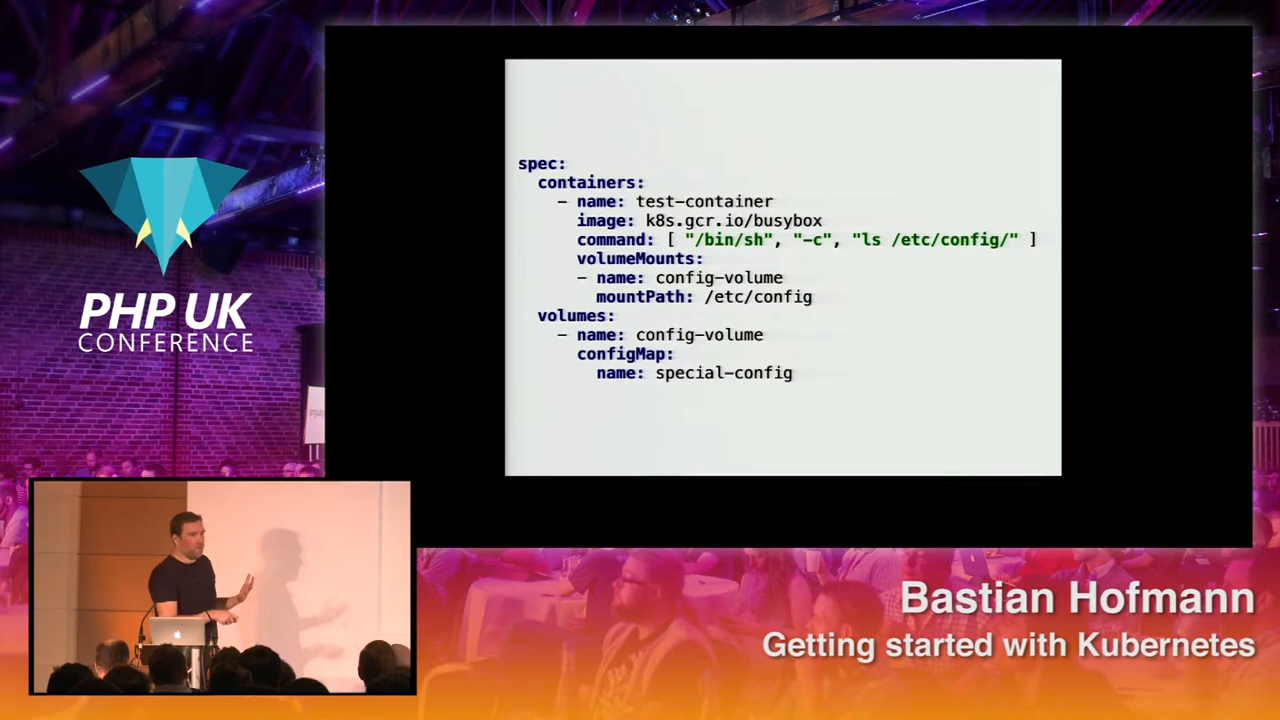 PHP UK
CONFERENCE
spec:
containers:
- name: test-container
image: k8s.gcr.io/busybox
command: [ "/bin/sh", "-c", "ls /etc/config/" ]
volumeMounts:
- name: config-volume
mountPath: /etc/config
volumes:
- name: config-volume
configMap:
name: special-config
Bastian Hofmann
Getting started with Kubernetes